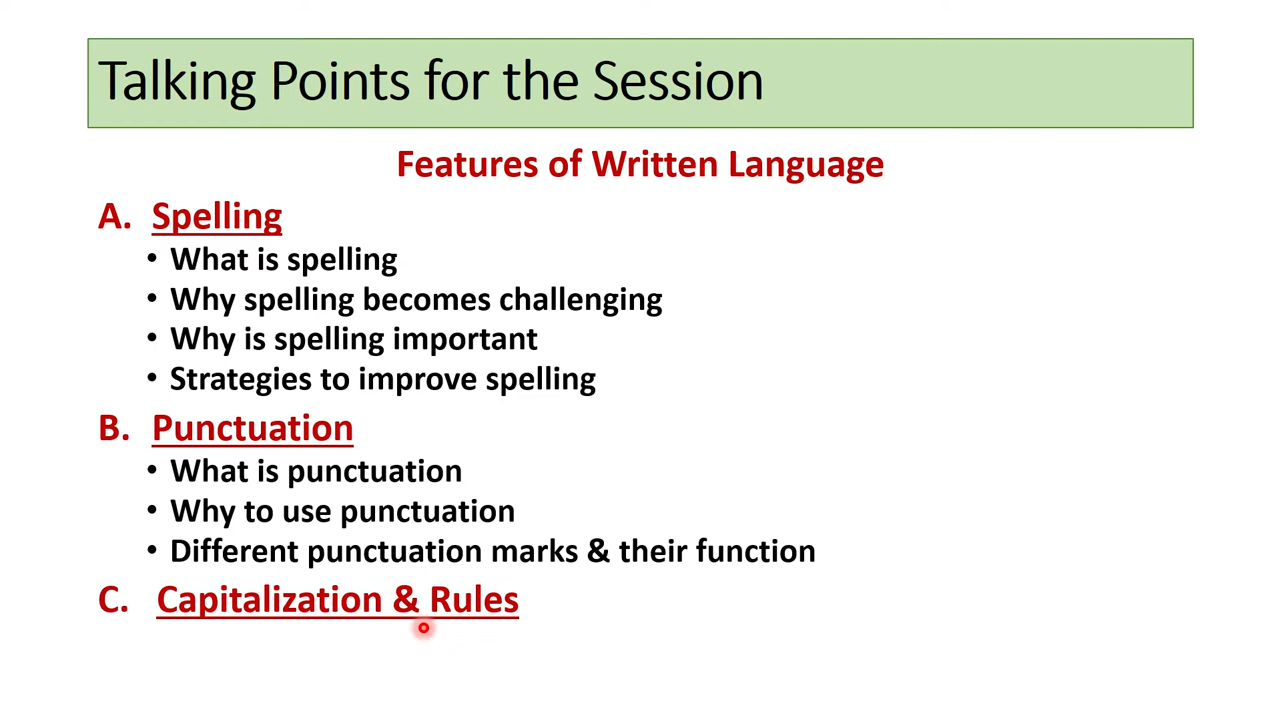 Talking Points for the Session
Features of Written Language
A. Spelling
• What is spelling
• Why spelling becomes challenging
• Why is spelling important
• Strategies to improve spelling
B. Punctuation
• What is punctuation
• Why to use punctuation
• Different punctuation marks & their function
C. Capitalization & Rules